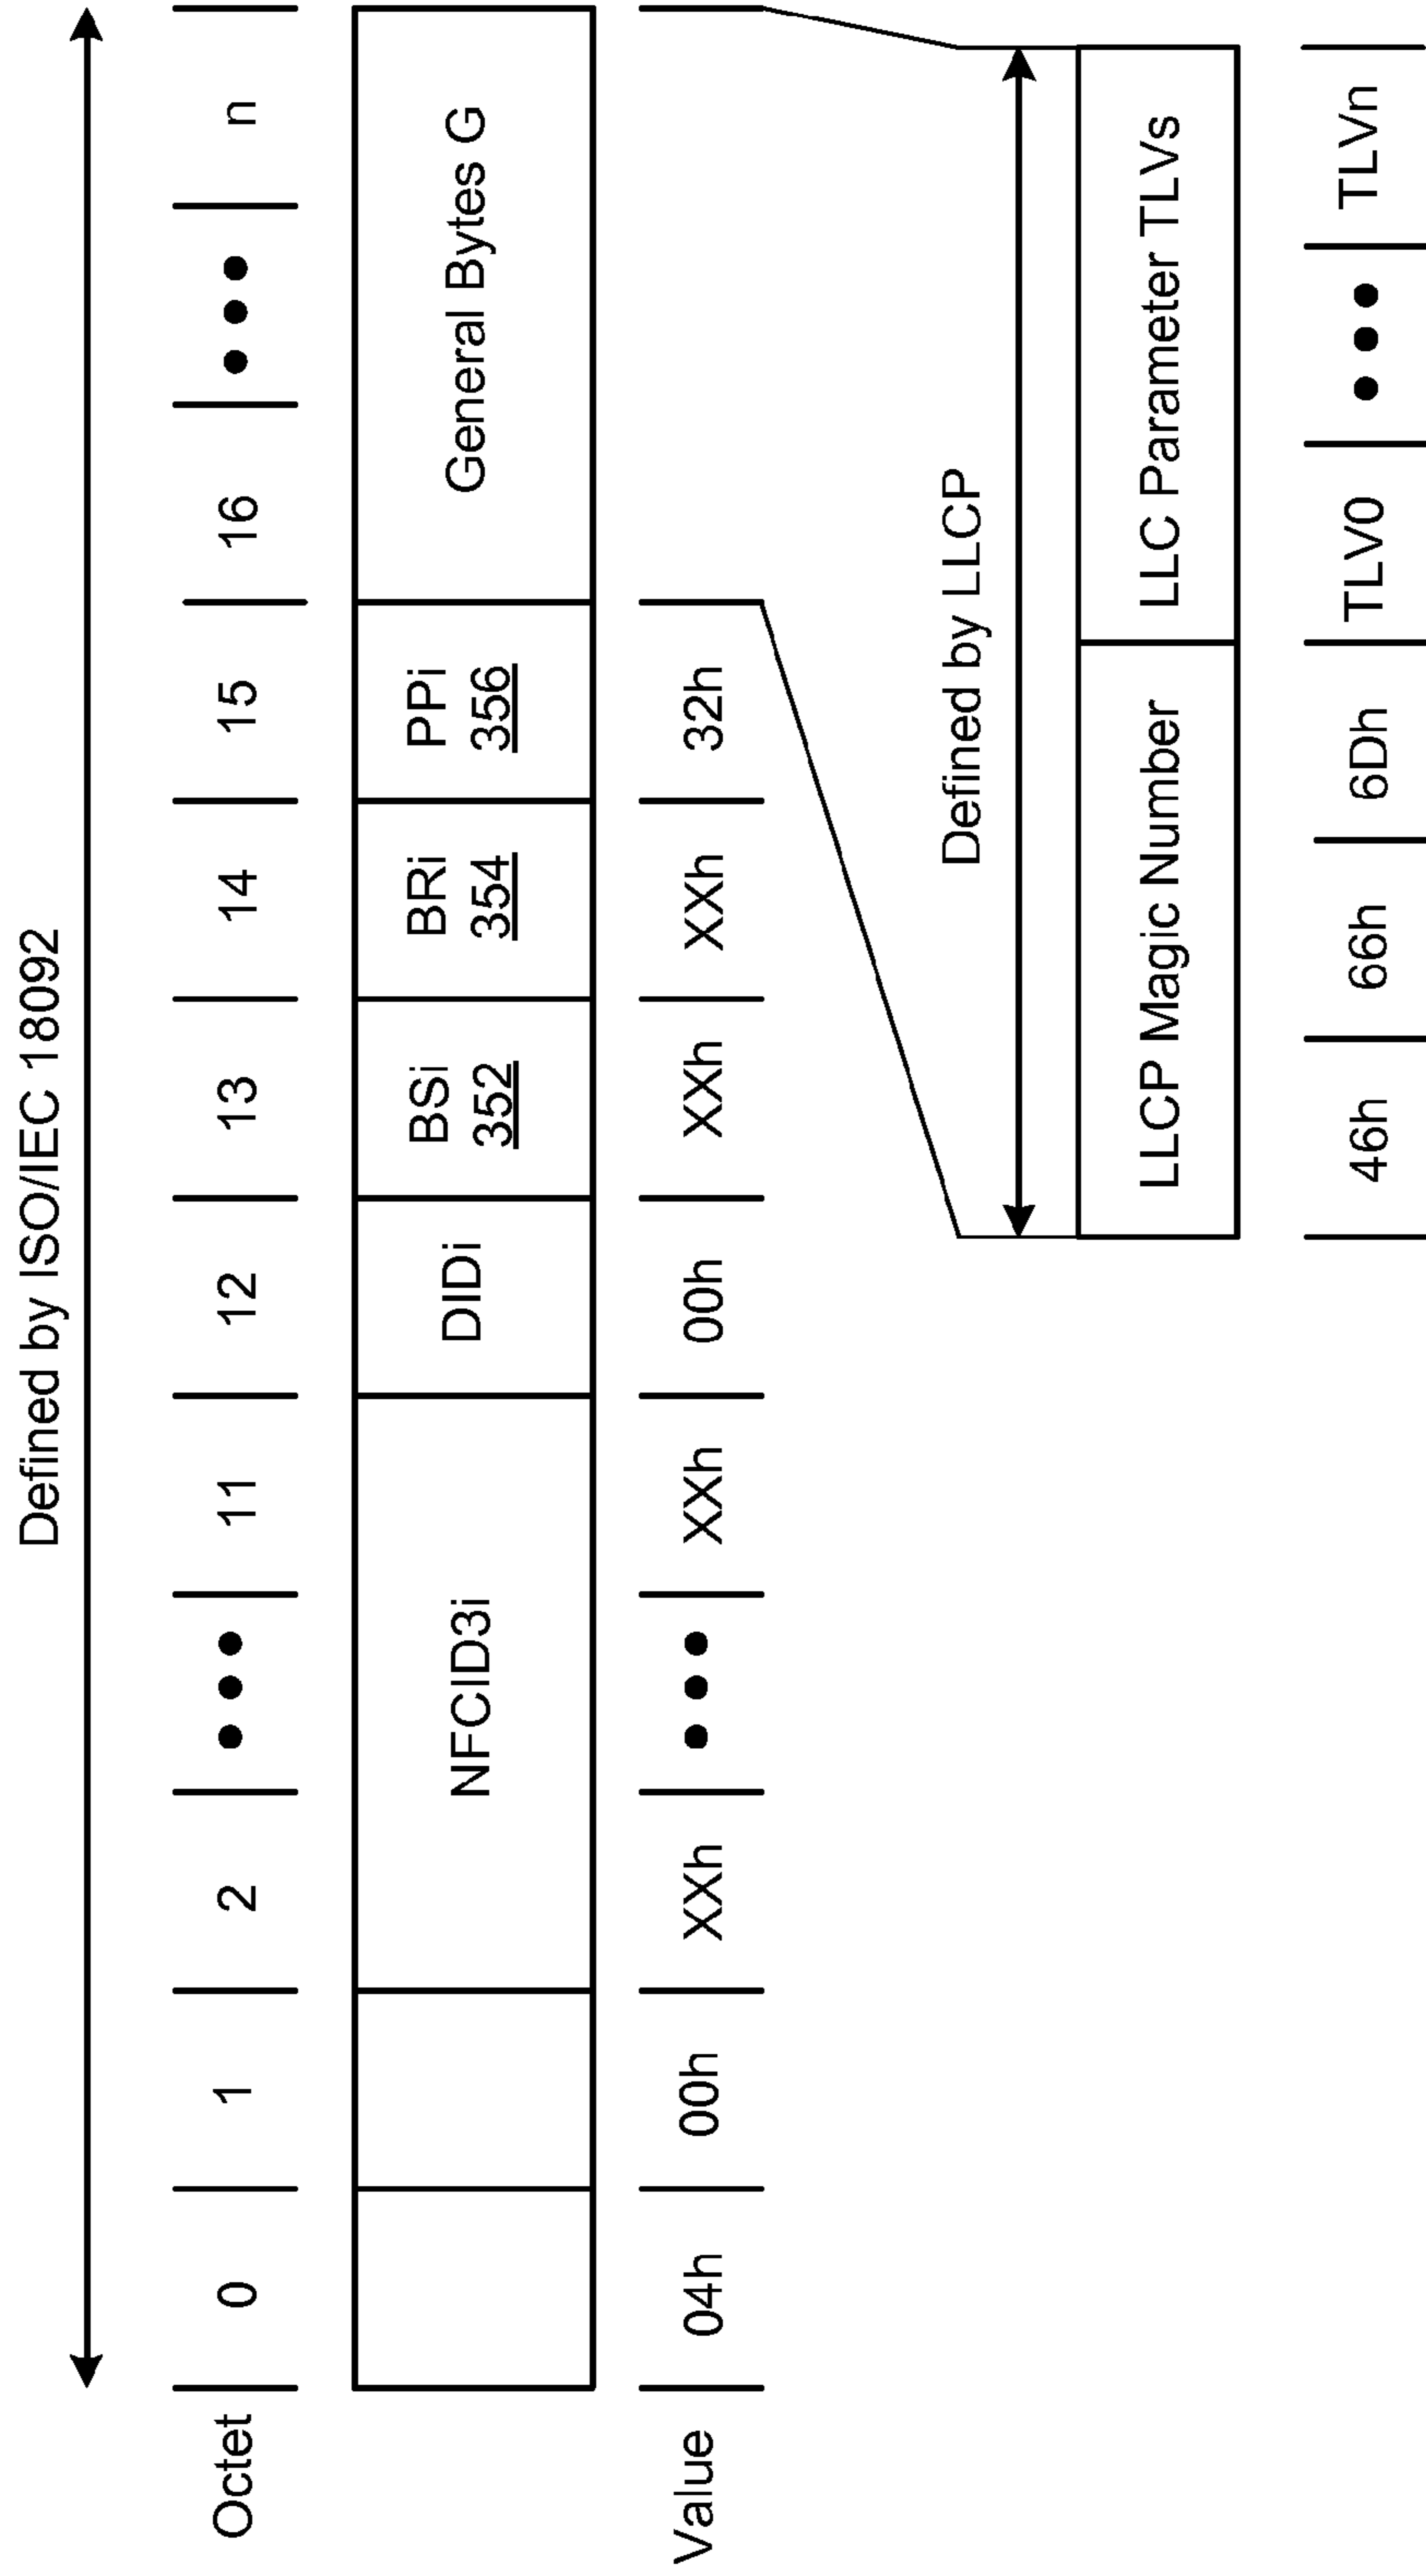 Defined by ISO/IEC 18092
Octet 0 1 2 ••• 11 12 13 14 15 16 ••• n
NFCID3i DIDi BSi BRi PPi General Bytes G
352 354 356
Value 04h 00h XXh ••• XXh 00h XXh XXh 32h
Defined by LLCP
LLCP Magic Number LLC Parameter TLVs
46h 66h 6Dh TLV0 ••• TLVn